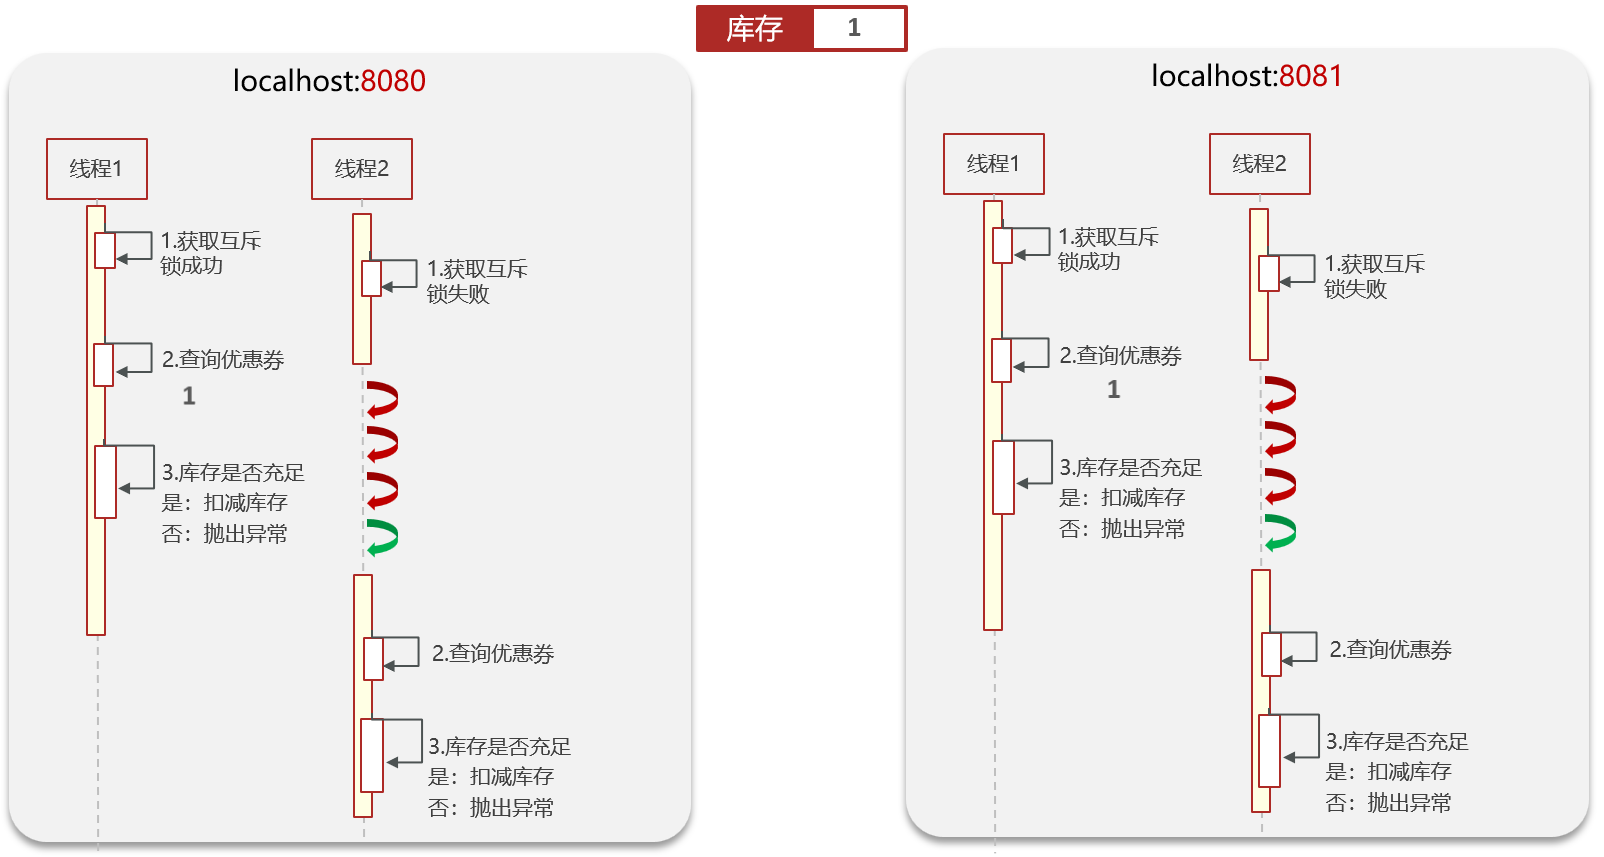 库存 1
localhost:8080
线程1
线程2
1.获取互斥
锁成功
1.获取互斥
锁失败
2.查询优惠券
1
3.库存是否充足
是：扣减库存
否：抛出异常
2.查询优惠券
3.库存是否充足
是：扣减库存
否：抛出异常
localhost:8081
线程1
线程2
1.获取互斥
锁成功
1.获取互斥
锁失败
2.查询优惠券
1
3.库存是否充足
是：扣减库存
否：抛出异常
2.查询优惠券
3.库存是否充足
是：扣减库存
否：抛出异常